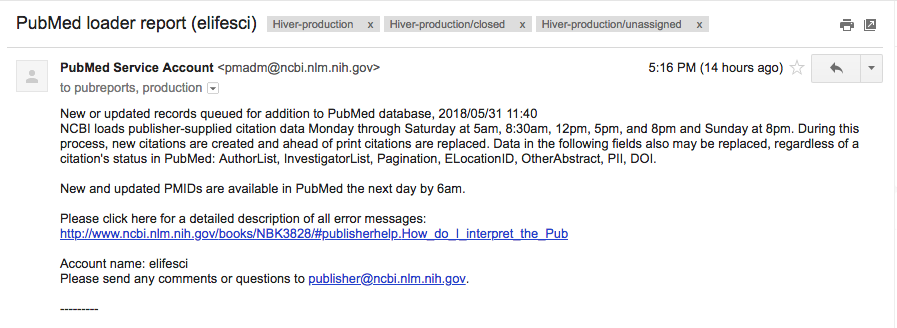 PubMed loader report (elifesci) Hiver-production x Hiver-production/closed x Hiver-production/unassigned x
PubMed Service Account <pmadm@ncbi.nlm.nih.gov> 5:16 PM (14 hours ago)
to pubreports, production
New or updated records queued for addition to PubMed database, 2018/05/31 11:40
NCBI loads publisher-supplied citation data Monday through Saturday at 5am, 8:30am, 12pm, 5pm, and 8pm and Sunday at 8pm. During this
process, new citations are created and ahead of print citations are replaced. Data in the following fields also may be replaced, regardless of a
citation's status in PubMed: AuthorList, InvestigatorList, Pagination, ELocationID, OtherAbstract, PII, DOI.
New and updated PMIDs are available in PubMed the next day by 6am.
Please click here for a detailed description of all error messages:
http://www.ncbi.nlm.nih.gov/books/NBK3828/#publisherhelp.How_do_I_interpret_the_Pub
Account name: elifesci
Please send any comments or questions to publisher@ncbi.nlm.nih.gov.
---------